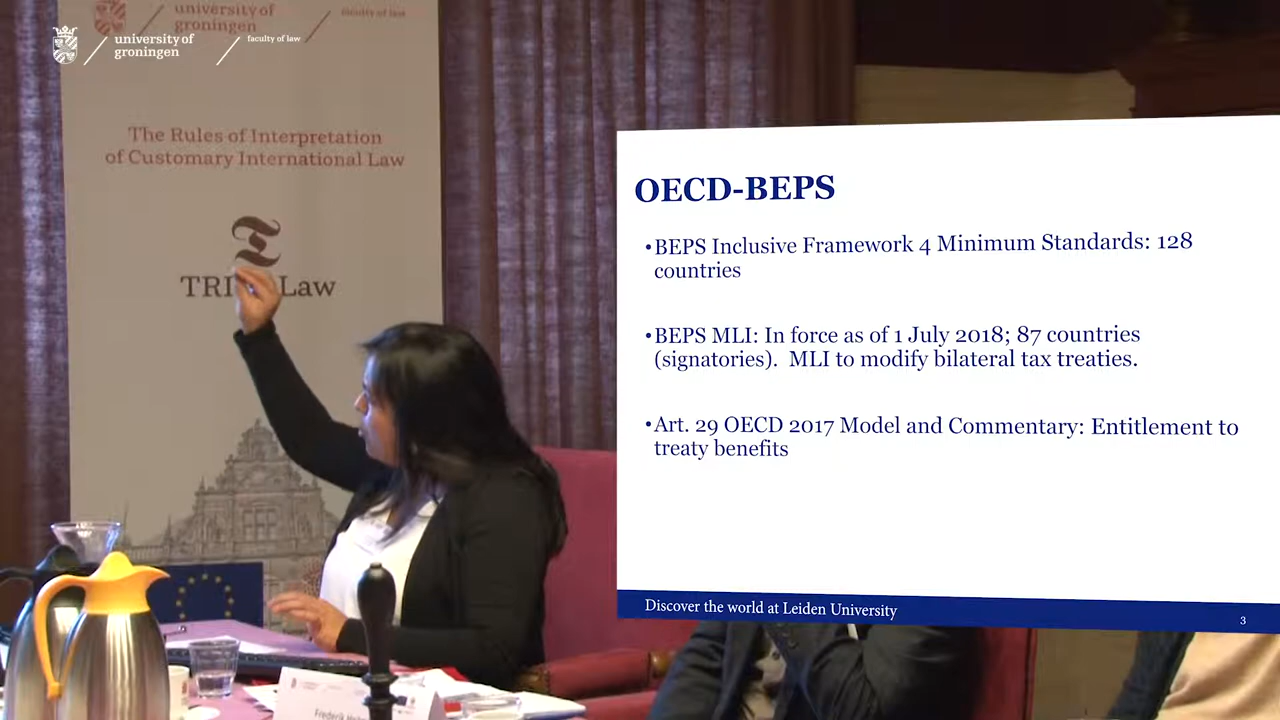 university of
groningen
faculty of law
university of
groningen
faculty of law
The Rules of Interpretation
of Customary International Law
TRI
Law
OECD-BEPS
•BEPS Inclusive Framework 4 Minimum Standards: 128
countries
•BEPS MLI: In force as of 1 July 2018; 87 countries
(signatories). MLI to modify bilateral tax treaties.
•Art. 29 OECD 2017 Model and Commentary: Entitlement to
treaty benefits
Discover the world at Leiden University
3
Frederik